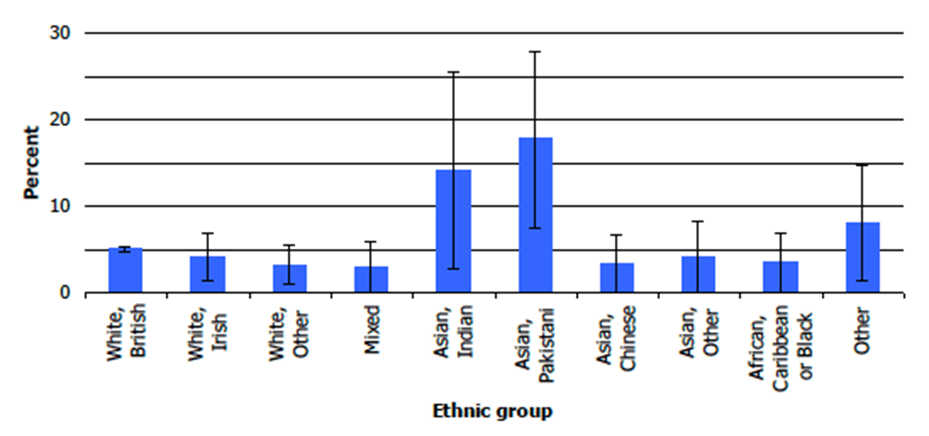 30
20
10
0
Percent
White,
British
White,
Irish
White,
Other
Mixed
Asian,
Indian
Asian,
Pakistani
Asian,
Chinese
Asian,
Other
African,
Caribbean
or Black
Other
Ethnic group